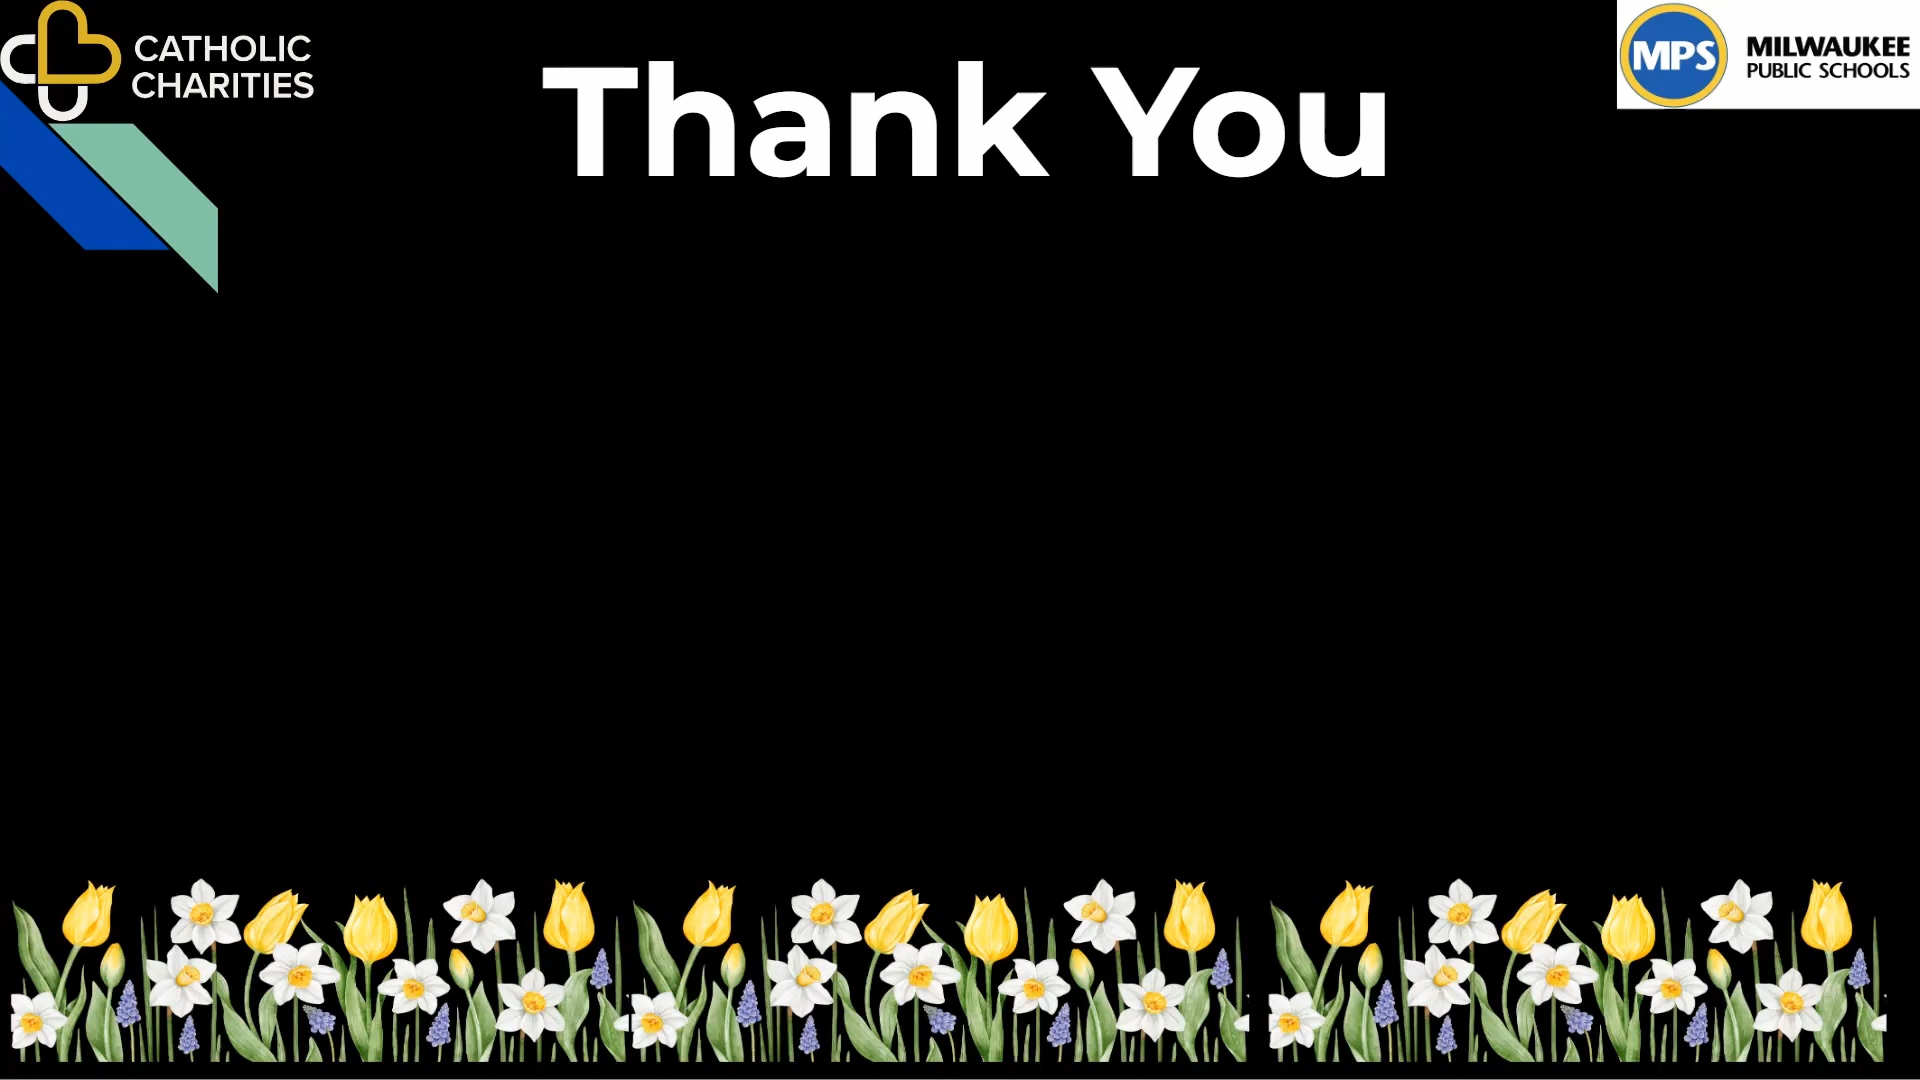 CATHOLIC
CHARITIES
Thank You
MPS
MILWAUKEE
PUBLIC SCHOOLS